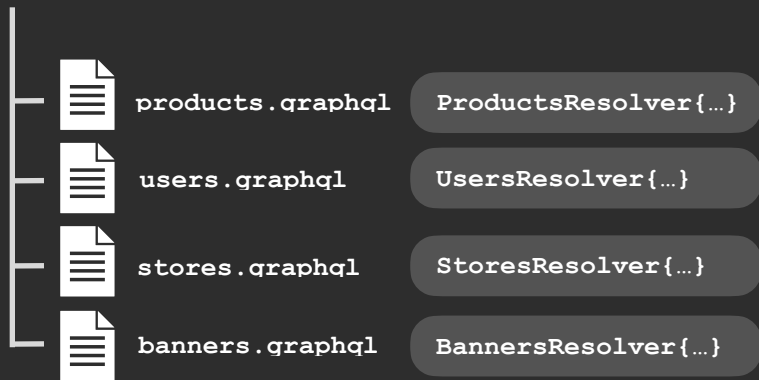 products.graphql ProductsResolver{…}
users.graphql UsersResolver{…}
stores.graphql StoresResolver{…}
banners.graphql BannersResolver{…}